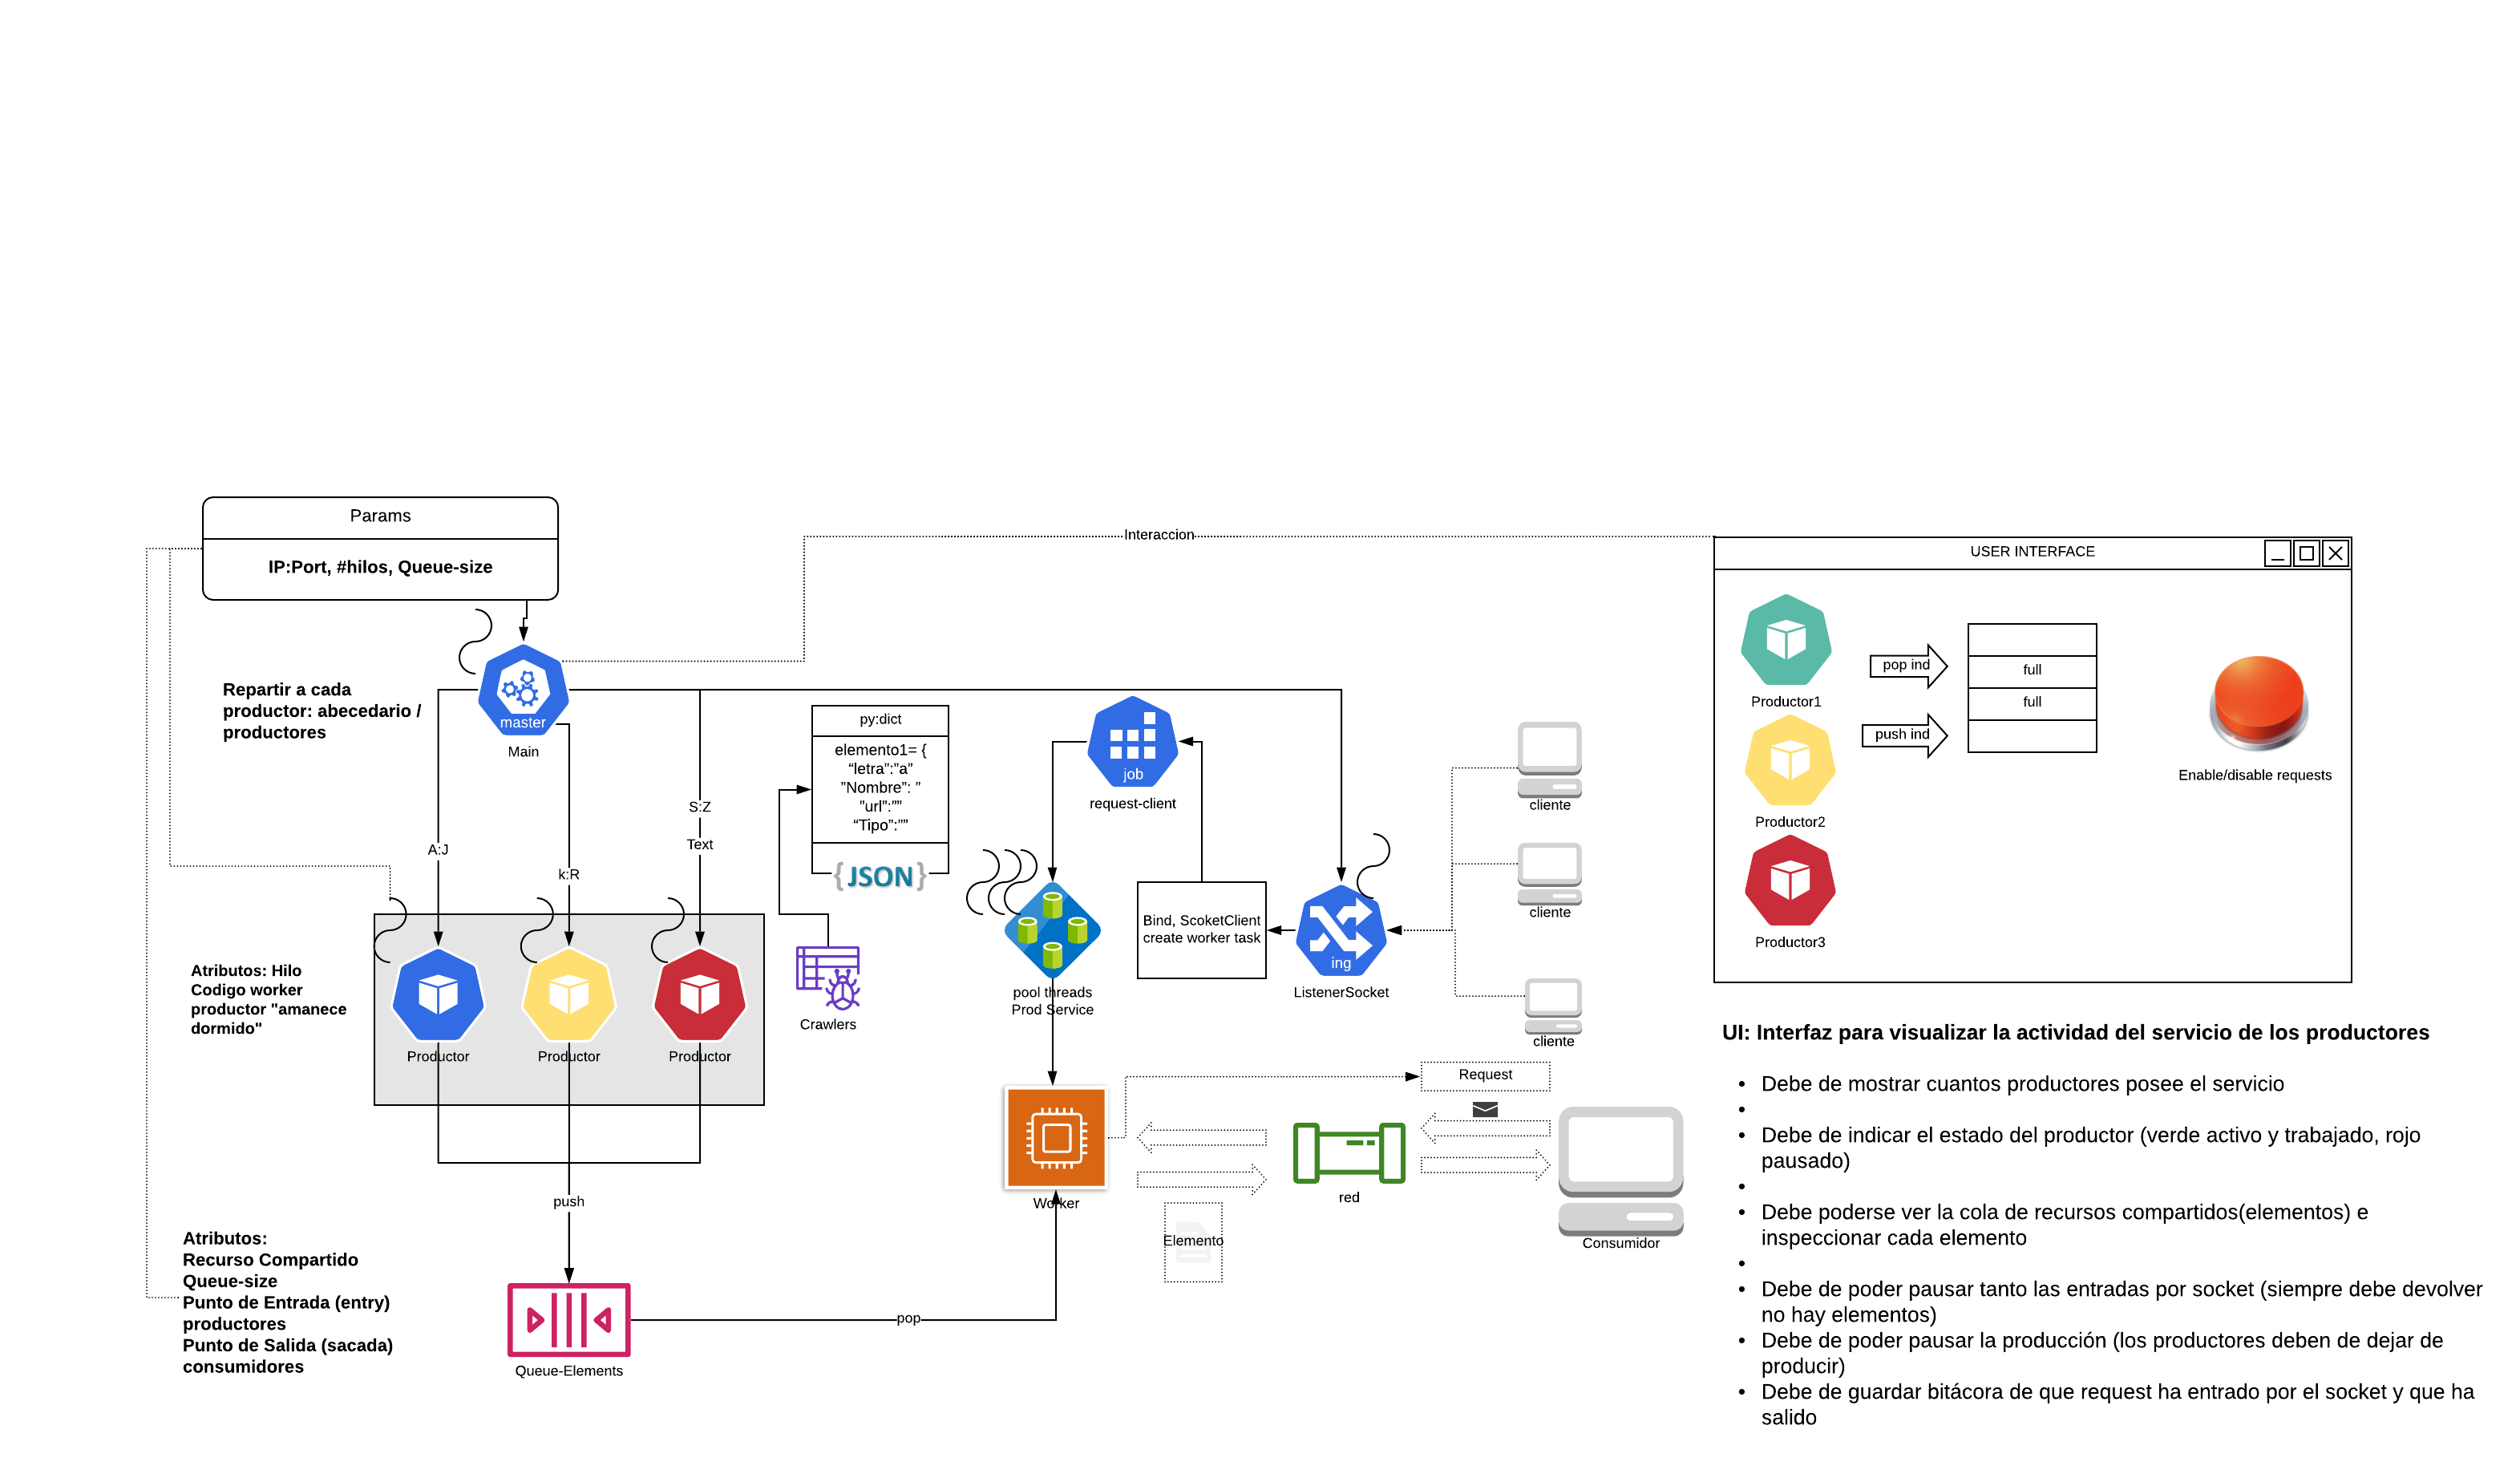 Params
IP:Port, #hilos, Queue-size
Interaccion
Repartir a cada
productor: abecedario /
productores
master
Main
A:J
k:R
S:Z
Text
py:dict
elemento1= {
“letra”:”a”
”Nombre”: ”
”url”:””
“Tipo”:””
{JSON}
Crawlers
job
request-client
pool threads
Prod Service
Bind, ScoketClient
create worker task
ing
ListenerSocket
cliente
cliente
cliente
Atributos: Hilo
Codigo worker
productor "amanece
dormido"
Productor
Productor
Productor
push
Atributos:
Recurso Compartido
Queue-size
Punto de Entrada (entry)
productores
Punto de Salida (sacada)
consumidores
Queue-Elements
pop
Worker
Elemento
red
Request
Consumidor
USER INTERFACE
Productor1
Productor2
Productor3
pop ind
push ind
full
full
Enable/disable requests
UI: Interfaz para visualizar la actividad del servicio de los productores
• Debe de mostrar cuantos productores posee el servicio
•
• Debe de indicar el estado del productor (verde activo y trabajado, rojo
pausado)
•
• Debe poderse ver la cola de recursos compartidos(elementos) e
inspeccionar cada elemento
•
• Debe de poder pausar tanto las entradas por socket (siempre debe devolver
no hay elementos)
• Debe de poder pausar la producción (los productores deben de dejar de
producir)
• Debe de guardar bitácora de que request ha entrado por el socket y que ha
salido